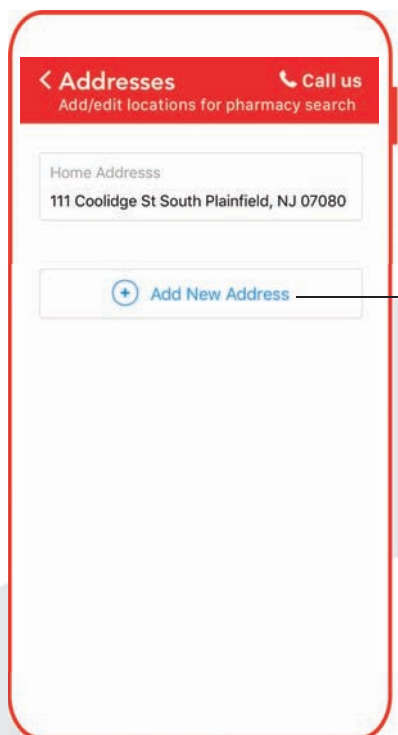 < Addresses
Call us
Add/edit locations for pharmacy search
Home Addresss
111 Coolidge St South Plainfield, NJ 07080
+ Add New Address